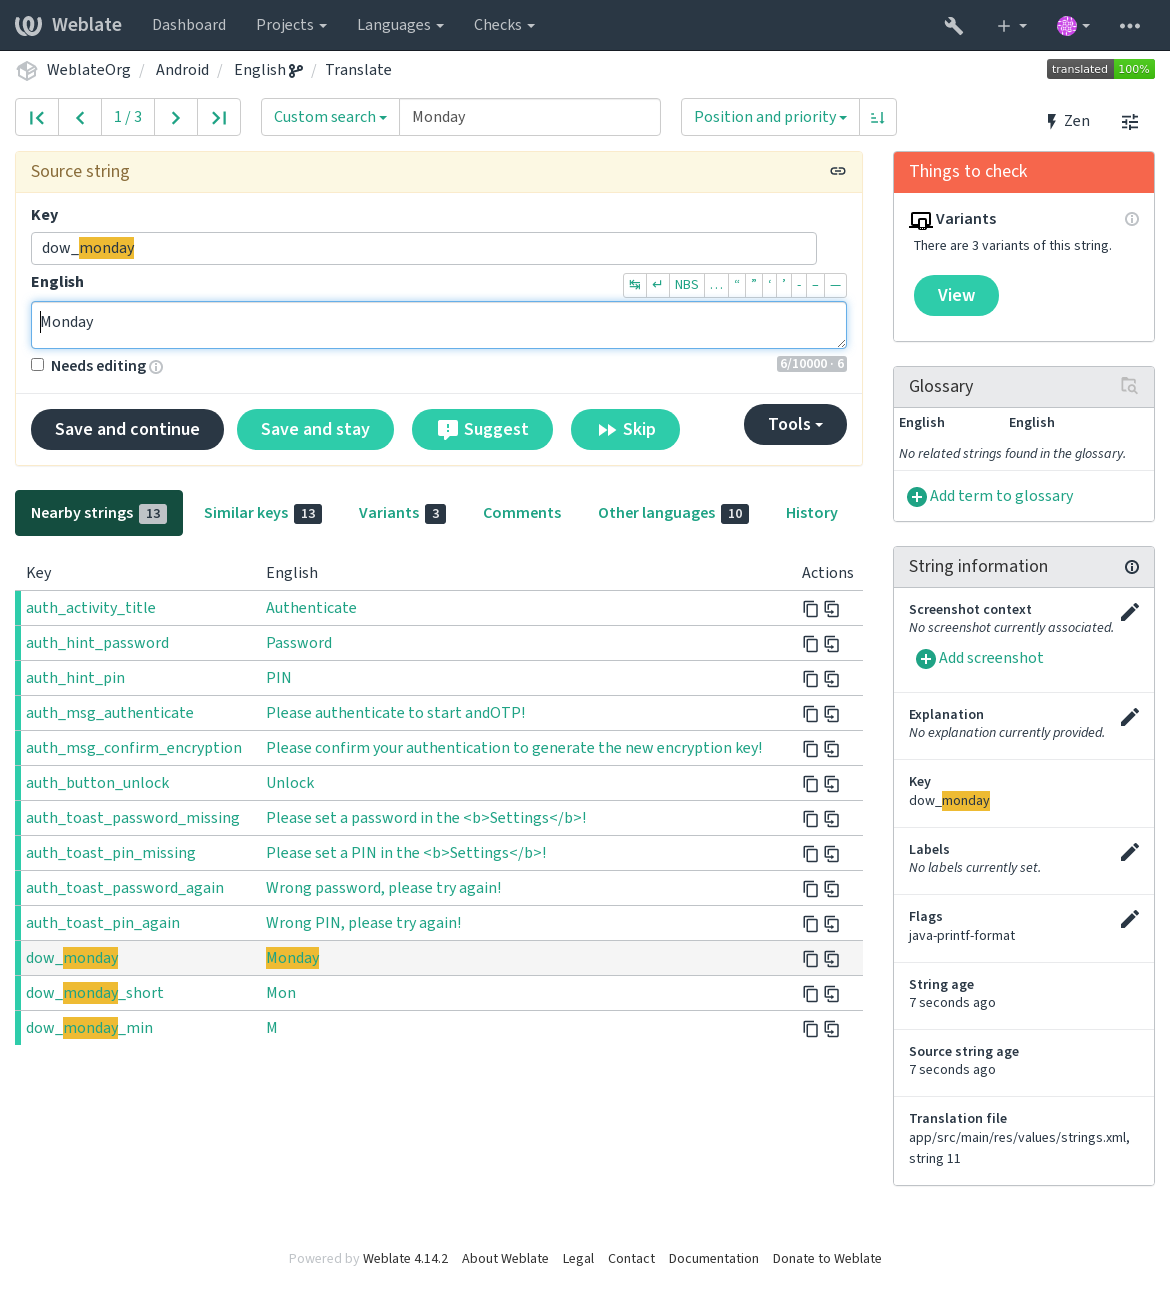 Weblate Dashboard Projects Languages Checks
WeblateOrg / Android / English / Translate translated 100%
1 / 3 Custom search Monday Position and priority Zen
Source string
Key
dow_monday
English
↹ ↵ NBS … “ ” ‘ ’ - – —
Monday
Needs editing 6/10000 · 6
Save and continue Save and stay Suggest Skip Tools
Nearby strings 13 Similar keys 13 Variants 3 Comments Other languages 10 History
Key English Actions
auth_activity_title Authenticate
auth_hint_password Password
auth_hint_pin PIN
auth_msg_authenticate Please authenticate to start andOTP!
auth_msg_confirm_encryption Please confirm your authentication to generate the new encryption key!
auth_button_unlock Unlock
auth_toast_password_missing Please set a password in the <b>Settings</b>!
auth_toast_pin_missing Please set a PIN in the <b>Settings</b>!
auth_toast_password_again Wrong password, please try again!
auth_toast_pin_again Wrong PIN, please try again!
dow_monday Monday
dow_monday_short Mon
dow_monday_min M
Things to check
Variants
There are 3 variants of this string.
View
Glossary
English English
No related strings found in the glossary.
Add term to glossary
String information
Screenshot context
No screenshot currently associated.
Add screenshot
Explanation
No explanation currently provided.
Key
dow_monday
Labels
No labels currently set.
Flags
java-printf-format
String age
7 seconds ago
Source string age
7 seconds ago
Translation file
app/src/main/res/values/strings.xml,
string 11
Powered by Weblate 4.14.2 About Weblate Legal Contact Documentation Donate to Weblate